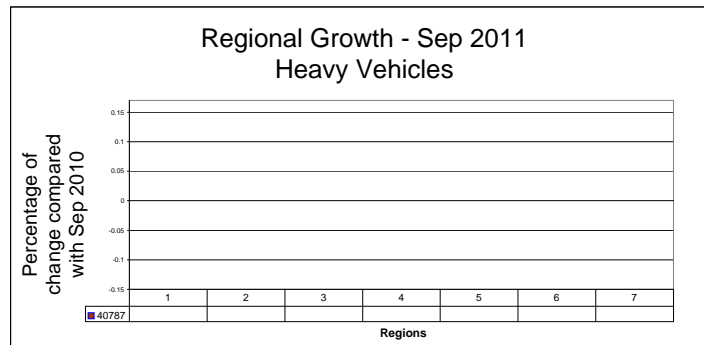 Regional Growth - Sep 2011
Heavy Vehicles
Percentage of
change compared
with Sep 2010
0.15
0.1
0.05
0
-0.05
-0.1
-0.15
1 2 3 4 5 6 7
40787
Regions